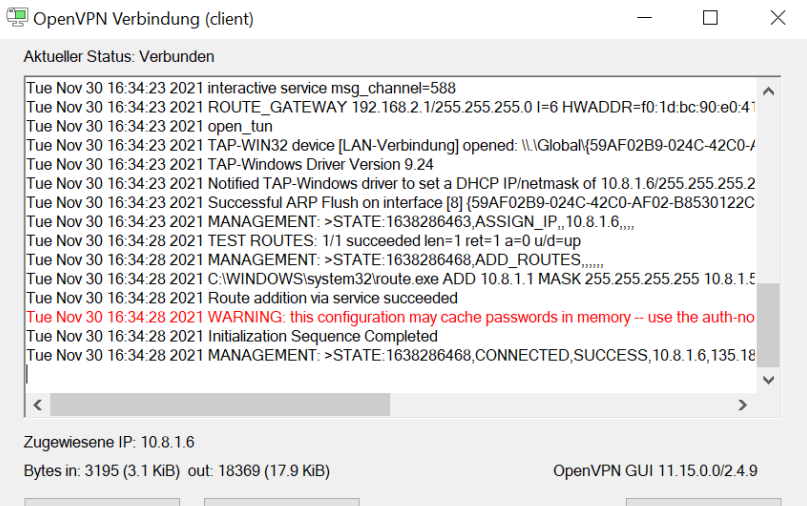 OpenVPN Verbindung (client)
Aktueller Status: Verbunden
Tue Nov 30 16:34:23 2021 interactive service msg_channel=588
Tue Nov 30 16:34:23 2021 ROUTE_GATEWAY 192.168.2.1/255.255.255.0 I=6 HWADDR=f0:1d:bc:90:e0:41
Tue Nov 30 16:34:23 2021 open_tun
Tue Nov 30 16:34:23 2021 TAP-WIN32 device [LAN-Verbindung] opened: \\.\Global\{59AF02B9-024C-42C0-A
Tue Nov 30 16:34:23 2021 TAP-Windows Driver Version 9.24
Tue Nov 30 16:34:23 2021 Notified TAP-Windows driver to set a DHCP IP/netmask of 10.8.1.6/255.255.255.2
Tue Nov 30 16:34:23 2021 Successful ARP Flush on interface [8] {59AF02B9-024C-42C0-AF02-B8530122C
Tue Nov 30 16:34:23 2021 MANAGEMENT: >STATE:1638286463,ASSIGN_IP,,10.8.1.6,,,,
Tue Nov 30 16:34:28 2021 TEST ROUTES: 1/1 succeeded len=1 ret=1 a=0 u/d=up
Tue Nov 30 16:34:28 2021 MANAGEMENT: >STATE:1638286468,ADD_ROUTES,,,,,,
Tue Nov 30 16:34:28 2021 C:\WINDOWS\system32\route.exe ADD 10.8.1.1 MASK 255.255.255.255 10.8.1.5
Tue Nov 30 16:34:28 2021 Route addition via service succeeded
Tue Nov 30 16:34:28 2021 WARNING: this configuration may cache passwords in memory -- use the auth-no
Tue Nov 30 16:34:28 2021 Initialization Sequence Completed
Tue Nov 30 16:34:28 2021 MANAGEMENT: >STATE:1638286468,CONNECTED,SUCCESS,10.8.1.6,135.18
Zugewiesene IP: 10.8.1.6
Bytes in: 3195 (3.1 KiB) out: 18369 (17.9 KiB)
OpenVPN GUI 11.15.0.0/2.4.9